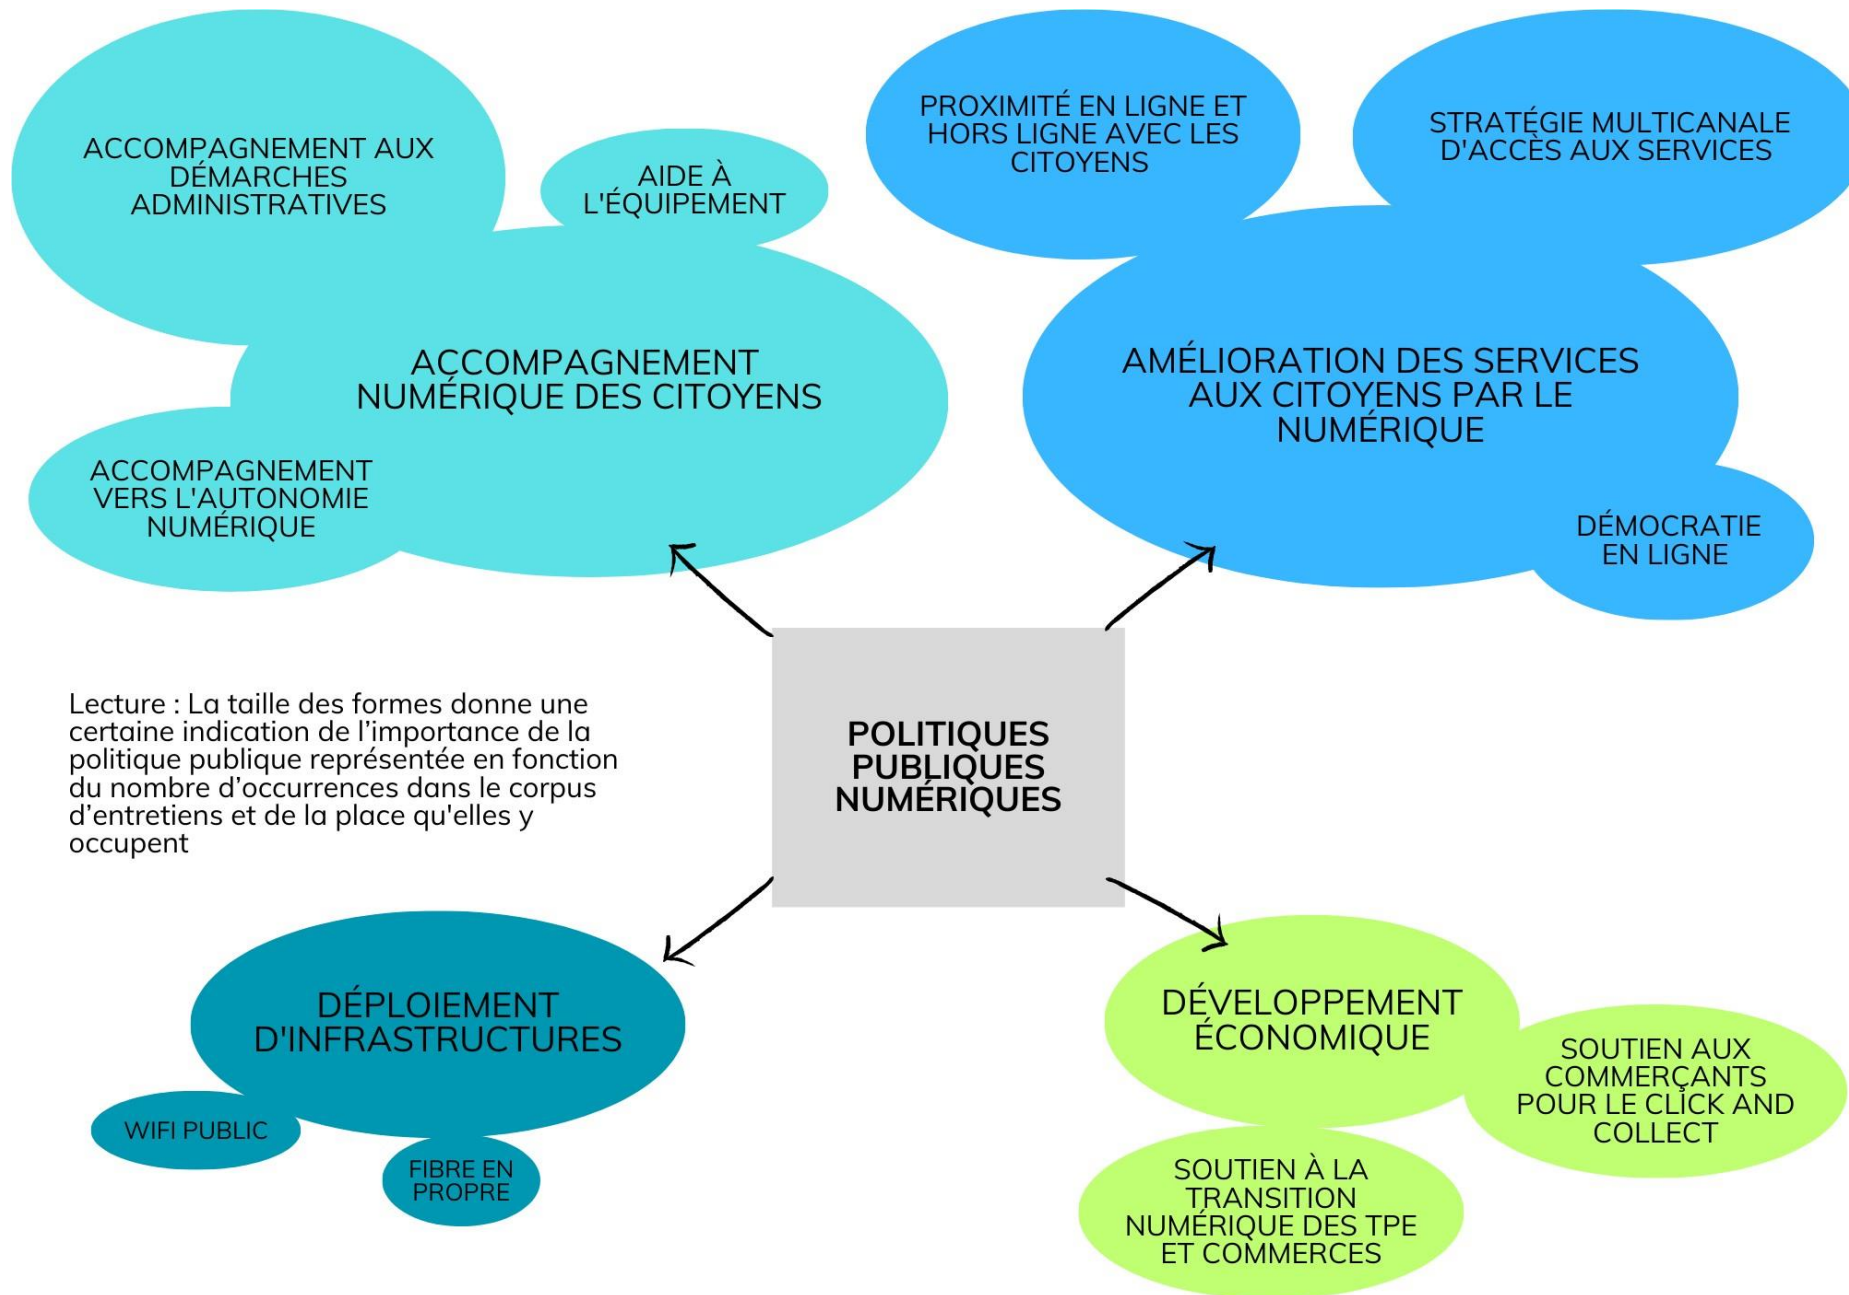 ACCOMPAGNEMENT AUX
DÉMARCHES
ADMINISTRATIVES
AIDE À
L'ÉQUIPEMENT
ACCOMPAGNEMENT
NUMÉRIQUE DES CITOYENS
ACCOMPAGNEMENT
VERS L'AUTONOMIE
NUMÉRIQUE
PROXIMITÉ EN LIGNE ET
HORS LIGNE AVEC LES
CITOYENS
STRATÉGIE MULTICANALE
D'ACCÈS AUX SERVICES
AMÉLIORATION DES SERVICES
AUX CITOYENS PAR LE
NUMÉRIQUE
DÉMOCRATIE
EN LIGNE
Lecture : La taille des formes donne une
certaine indication de l’importance de la
politique publique représentée en fonction
du nombre d’occurrences dans le corpus
d’entretiens et de la place qu'elles y
occupent
POLITIQUES
PUBLIQUES
NUMÉRIQUES
DÉPLOIEMENT
D'INFRASTRUCTURES
WIFI PUBLIC
FIBRE EN
PROPRE
DÉVELOPPEMENT
ÉCONOMIQUE
SOUTIEN AUX
COMMERÇANTS
POUR LE CLICK AND
COLLECT
SOUTIEN À LA
TRANSITION
NUMÉRIQUE DES TPE
ET COMMERCES